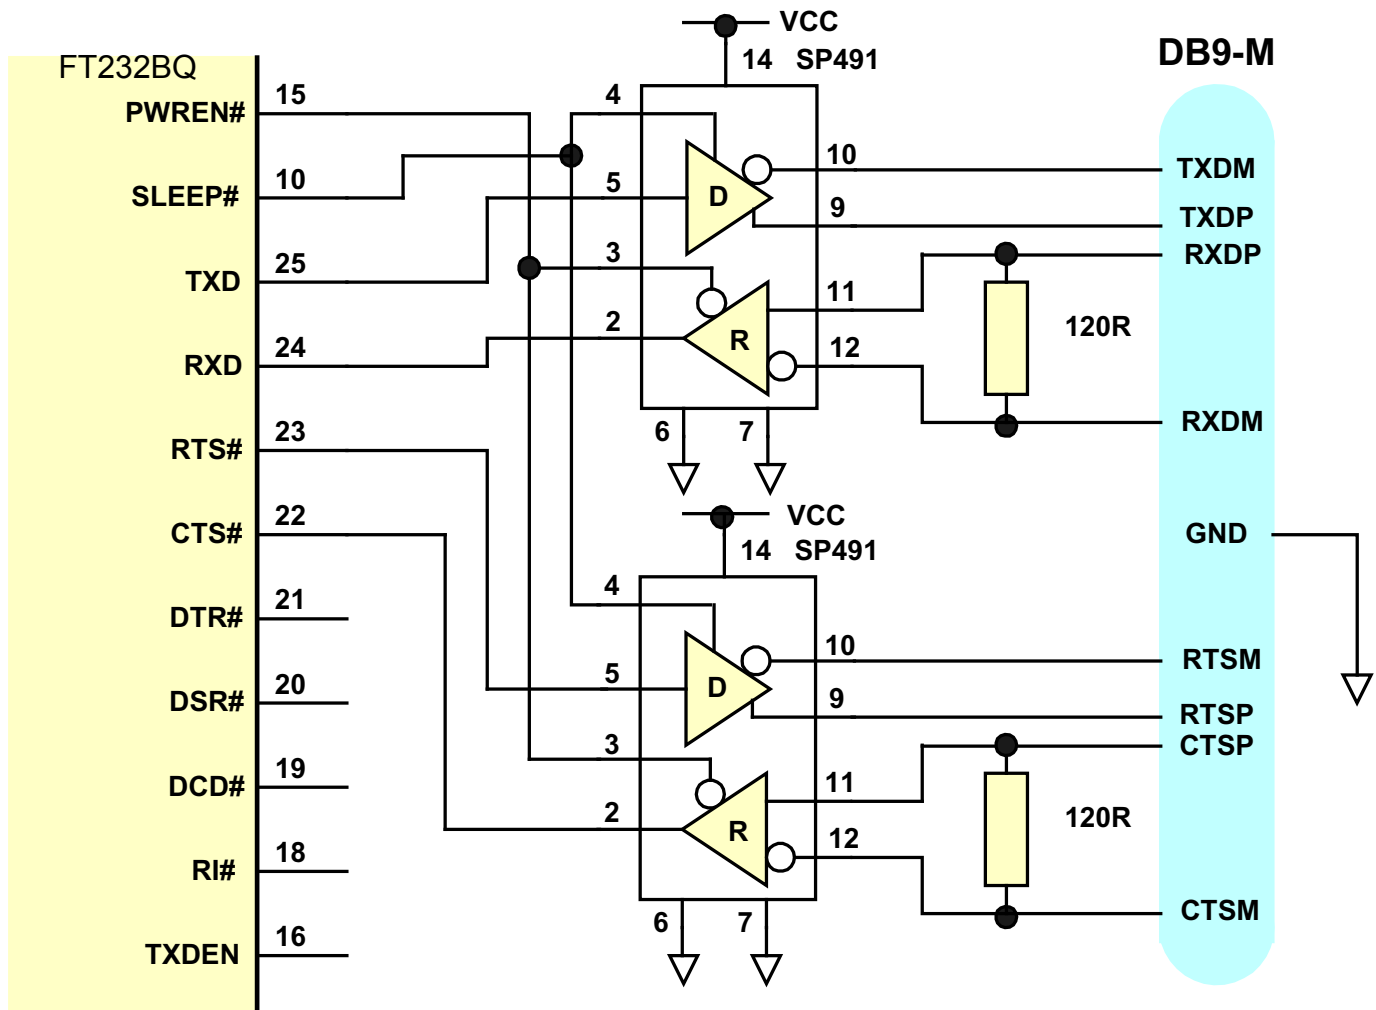 FT232BQ
PWREN# 15
SLEEP# 10
TXD 25
RXD 24
RTS# 23
CTS# 22
DTR# 21
DSR# 20
DCD# 19
RI# 18
TXDEN 16
VCC
14 SP491
4
5
3
2
D
R
10
9
11
12
6 7
120R
VCC
14 SP491
4
5
3
2
D
R
10
9
11
12
6 7
120R
DB9-M
TXDM
TXDP
RXDP
RXDM
GND
RTSM
RTSP
CTSP
CTSM